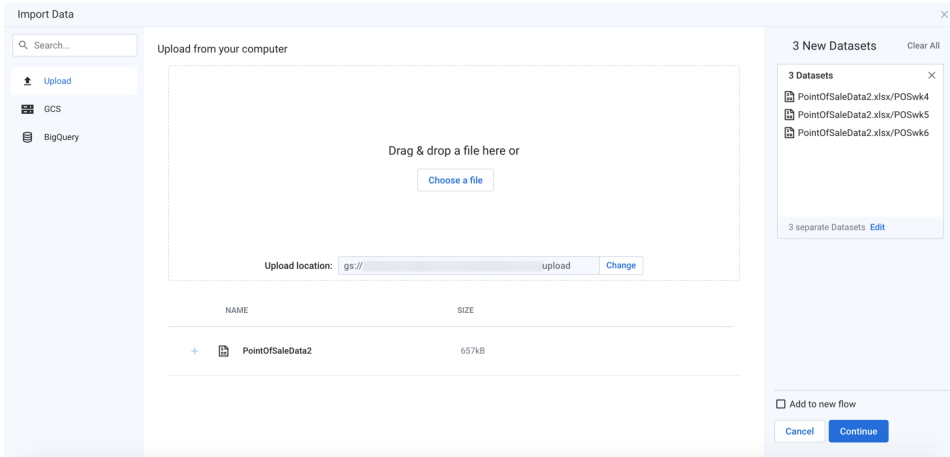 Import Data
Search...
Upload
GCS
BigQuery
Upload from your computer
Drag & drop a file here or
Choose a file
Upload location: gs:// upload Change
NAME SIZE
PointOfSaleData2 657kB
3 New Datasets Clear All
3 Datasets
PointOfSaleData2.xlsx/POSwk4
PointOfSaleData2.xlsx/POSwk5
PointOfSaleData2.xlsx/POSwk6
3 separate Datasets Edit
Add to new flow
Cancel Continue